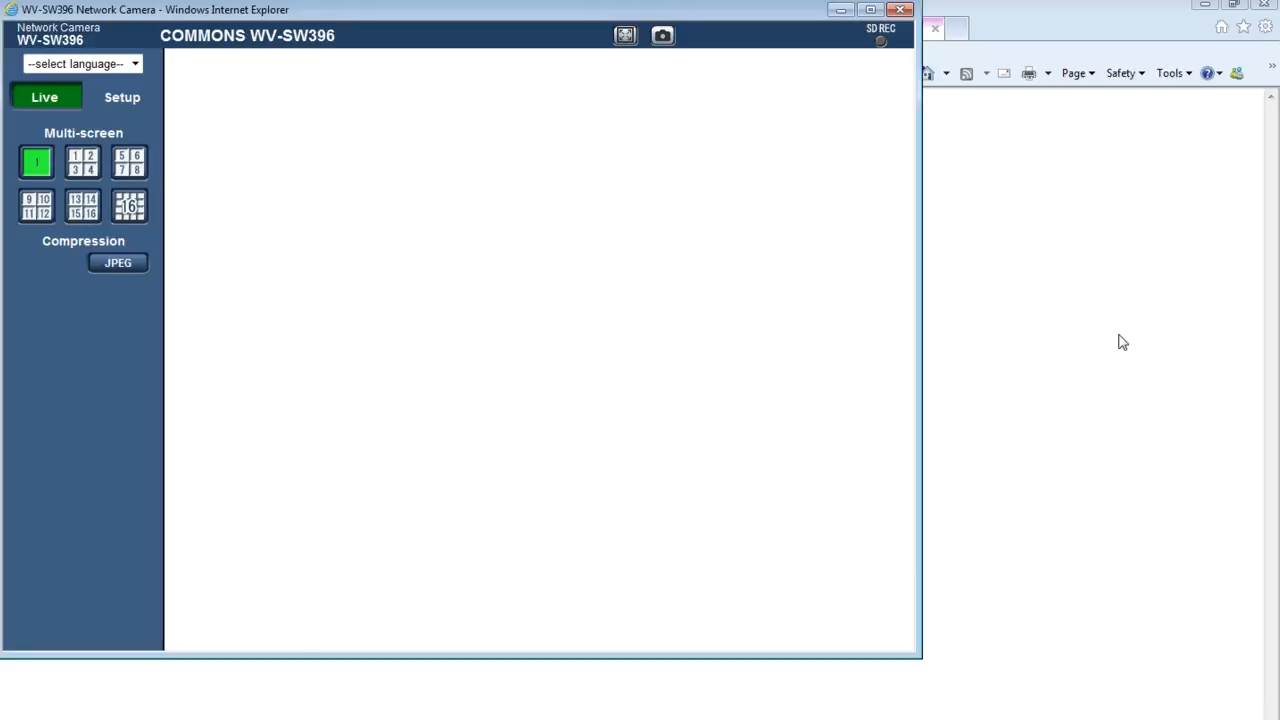 WV-SW396 Network Camera - Windows Internet Explorer
Network Camera
WV-SW396
COMMONS WV-SW396
SD REC
--select language--
Live
Setup
Page
Safety
Tools
Multi-screen
1
1 2
3 4
5 6
7 8
9 10
11 12
13 14
15 16
16
Compression
JPEG